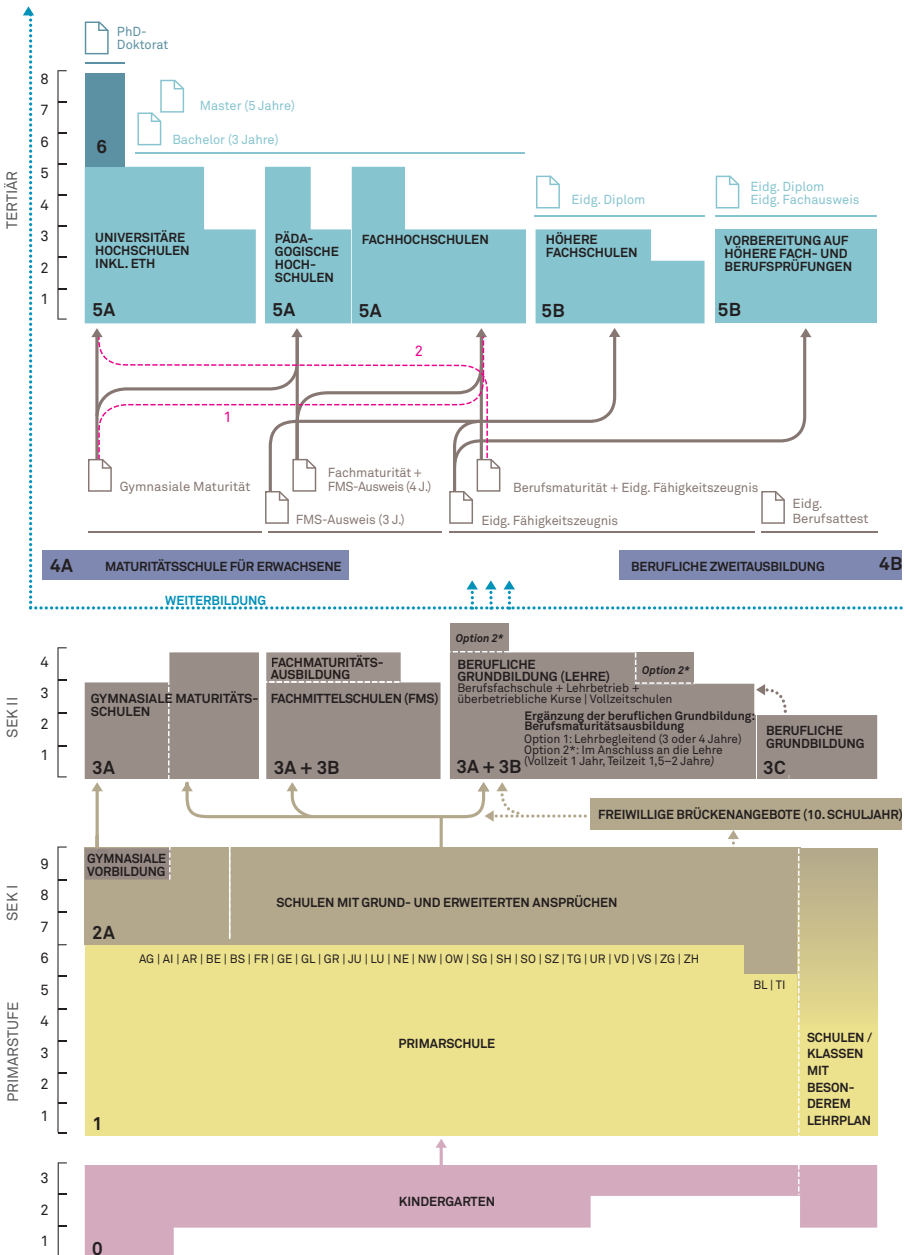 PhD-
Doktorat
8
7
6
5
4
3
2
1
TERTIÄR
Master (5 Jahre)
Bachelor (3 Jahre)
6
Eidg. Diplom
Eidg. Diplom
Eidg. Fachausweis
UNIVERSITÄRE
HOCHSCHULEN
INKL. ETH
5A
PÄDA-
GOGISCHE
HOCH-
SCHULEN
5A
FACHHOCHSCHULEN
5A
HÖHERE
FACHSCHULEN
5B
VORBEREITUNG AUF
HÖHERE FACH- UND
BERUFSPRÜFUNGEN
5B
2
1
Gymnasiale Maturität
Fachmaturität +
FMS-Ausweis (4 J.)
FMS-Ausweis (3 J.)
Berufsmaturität + Eidg. Fähigkeitszeugnis
Eidg. Fähigkeitszeugnis
Eidg.
Berufsattest
4A MATURITÄTSSCHULE FÜR ERWACHSENE
BERUFLICHE ZWEITAUSBILDUNG 4B
WEITERBILDUNG
4
3
2
1
SEK II
GYMNASIALE MATURITÄTS-
SCHULEN
3A
FACHMATURITÄTS-
AUSBILDUNG
FACHMITTELSCHULEN (FMS)
3A + 3B
Option 2*
BERUFLICHE
GRUNDBILDUNG (LEHRE)
Option 2*
Berufsfachschule + Lehrbetrieb +
überbetriebliche Kurse | Vollzeitschulen
Ergänzung der beruflichen Grundbildung:
Berufsmaturitätsausbildung
Option 1: Lehrbegleitend (3 oder 4 Jahre)
Option 2*: Im Anschluss an die Lehre
(Vollzeit 1 Jahr, Teilzeit 1,5–2 Jahre)
3A + 3B
BERUFLICHE
GRUNDBILDUNG
3C
FREIWILLIGE BRÜCKENANGEBOTE (10. SCHULJAHR)
9
8
7
SEK I
GYMNASIALE
VORBILDUNG
2A
SCHULEN MIT GRUND- UND ERWEITERTEN ANSPRÜCHEN
6
5
4
3
2
1
PRIMARSTUFE
AG | AI | AR | BE | BS | FR | GE | GL | GR | JU | LU | NE | NW | OW | SG | SH | SO | SZ | TG | UR | VD | VS | ZG | ZH
BL | TI
PRIMARSCHULE
1
SCHULEN /
KLASSEN
MIT
BESON-
DEREM
LEHRPLAN
3
2
1
KINDERGARTEN
0